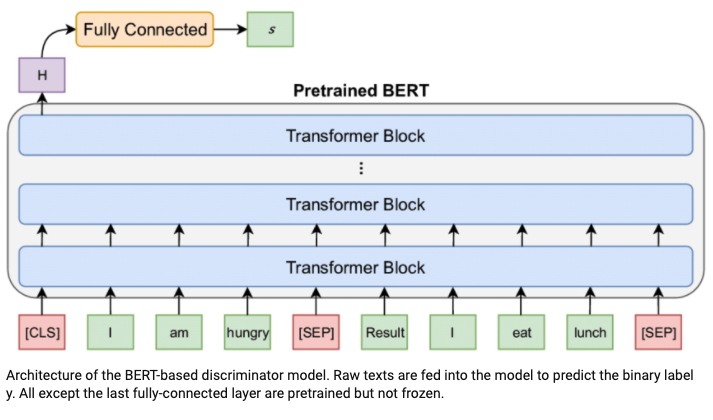 Fully Connected s
H
Pretrained BERT
Transformer Block
⋮
Transformer Block
Transformer Block
[CLS] I am hungry [SEP] Result I eat lunch [SEP]
Architecture of the BERT-based discriminator model. Raw texts are fed into the model to predict the binary label
y. All except the last fully-connected layer are pretrained but not frozen.